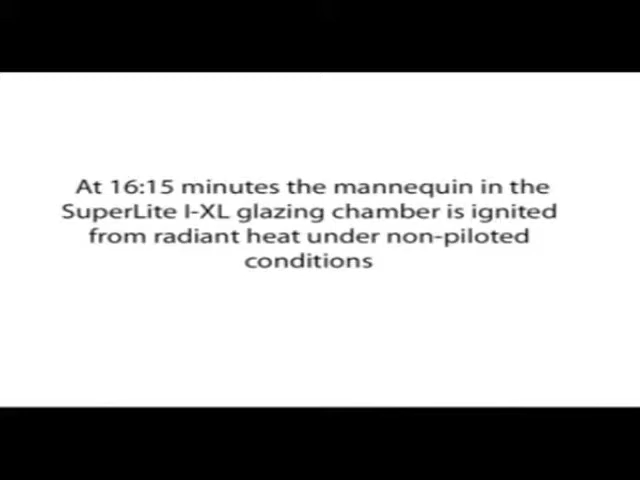 At 16:15 minutes the mannequin in the
SuperLite I-XL glazing chamber is ignited
from radiant heat under non-piloted
conditions